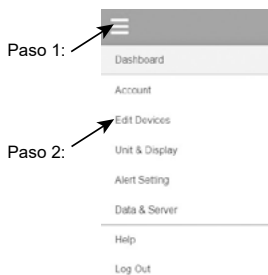 Paso 1:
Dashboard
Account
Edit Devices
Paso 2:
Unit & Display
Alert Setting
Data & Server
Help
Log Out